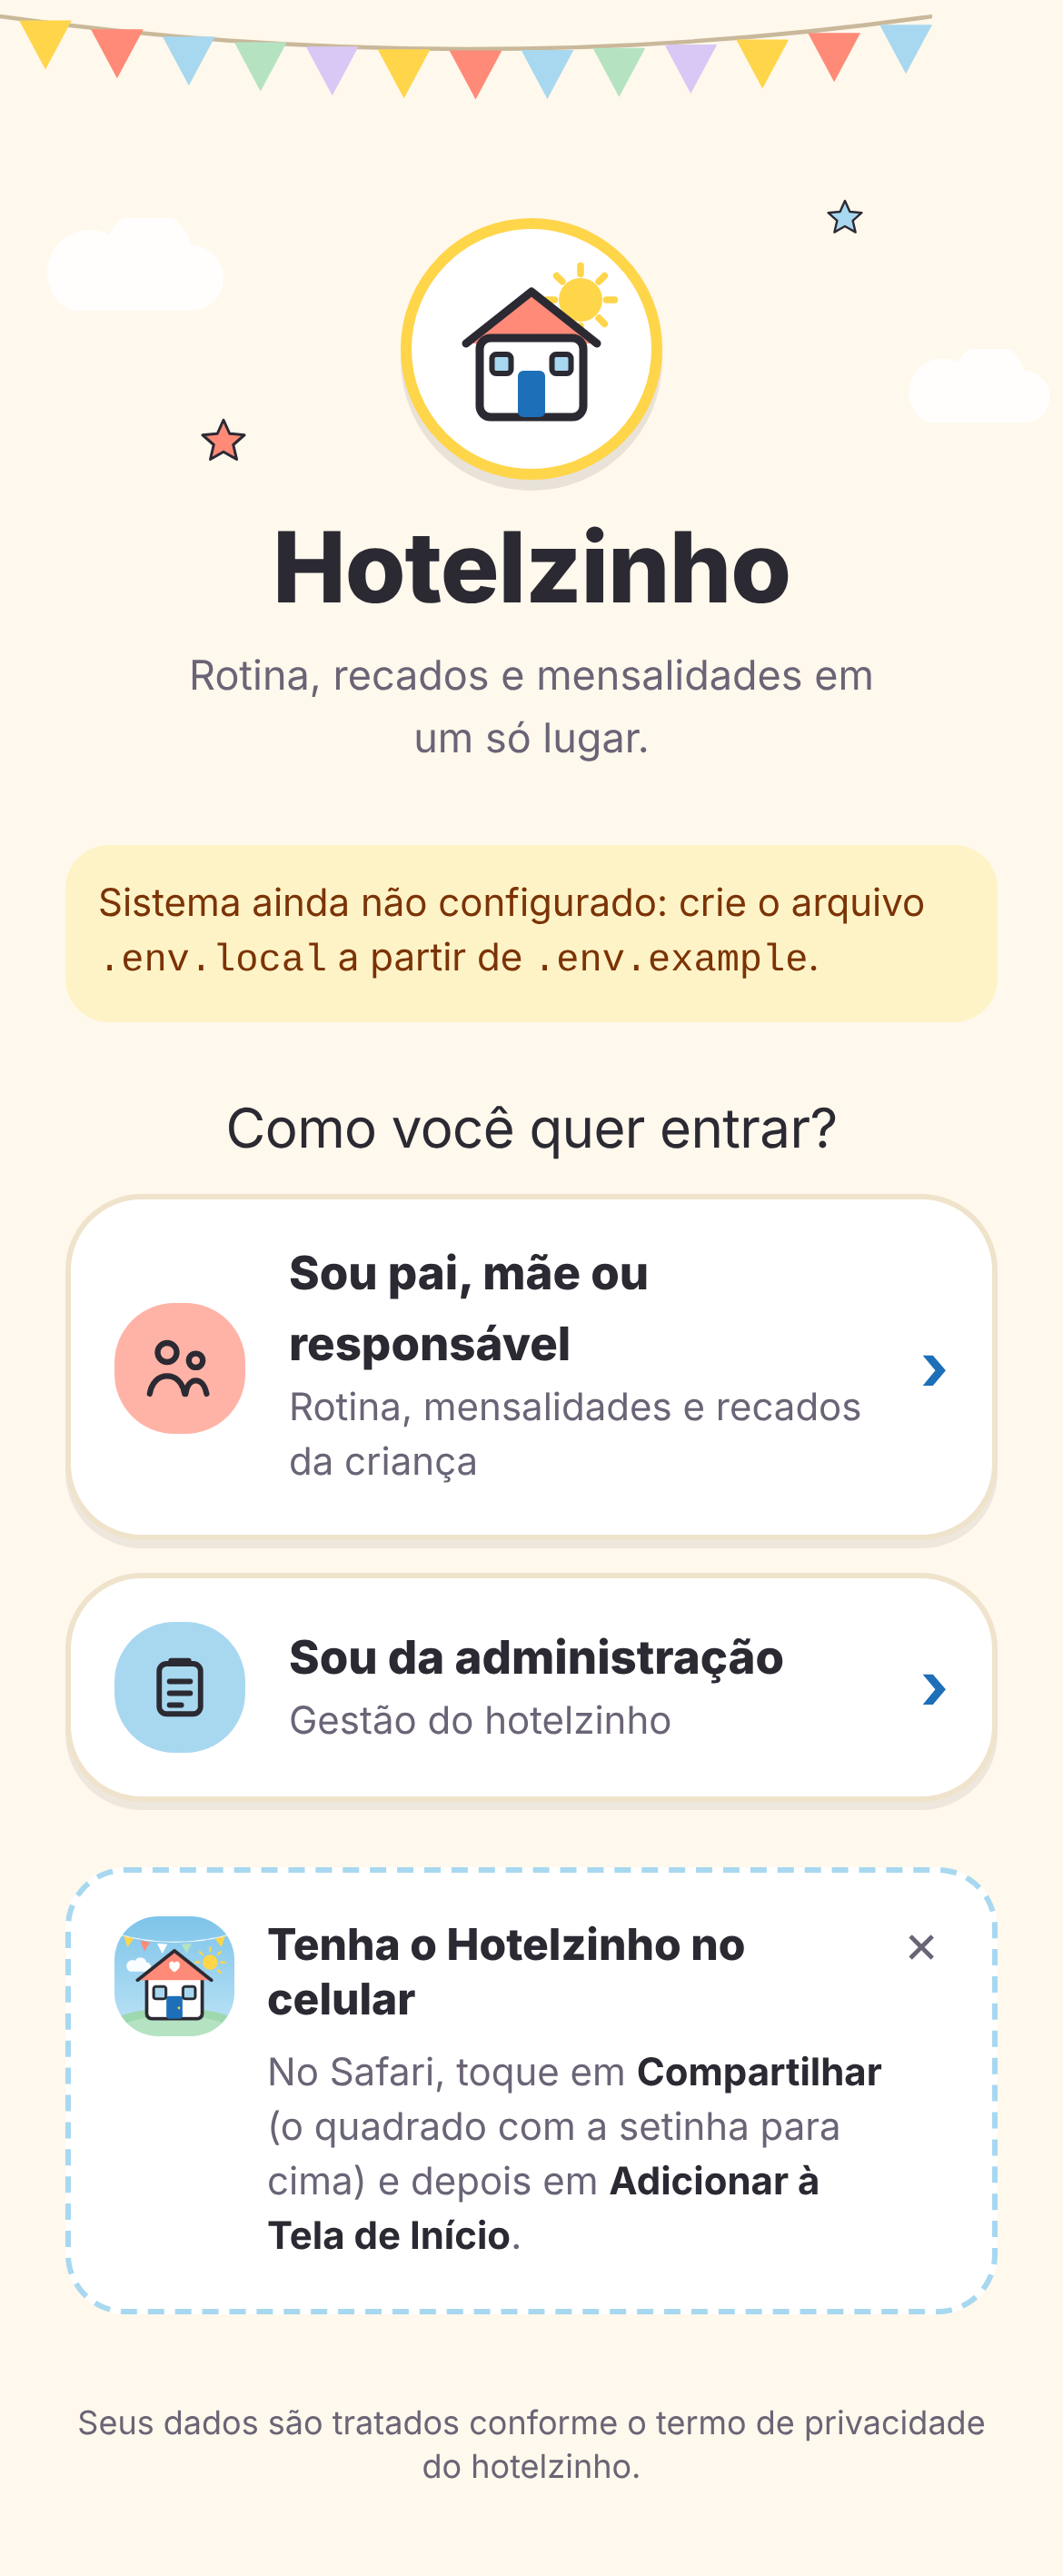 Hotelzinho
Rotina, recados e mensalidades em
um só lugar.
Sistema ainda não configurado: crie o arquivo
.env.local a partir de .env.example.
Como você quer entrar?
Sou pai, mãe ou
responsável
Rotina, mensalidades e recados
da criança
Sou da administração
Gestão do hotelzinho
Tenha o Hotelzinho no
celular
No Safari, toque em Compartilhar
(o quadrado com a setinha para
cima) e depois em Adicionar à
Tela de Início.
Seus dados são tratados conforme o termo de privacidade
do hotelzinho.